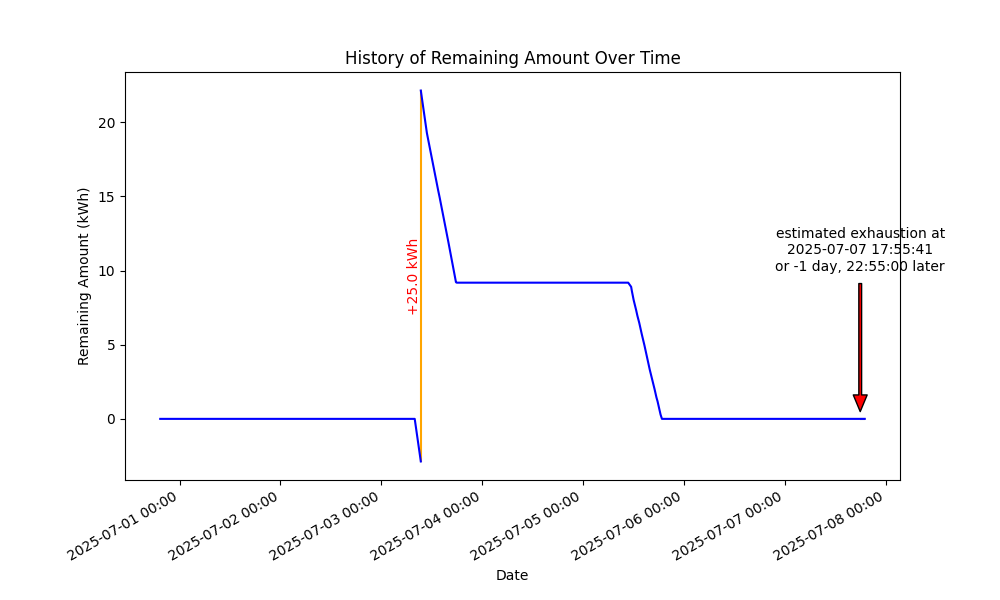 History of Remaining Amount Over Time
Remaining Amount (kWh)
20
15
10
5
0
+25.0 kWh
estimated exhaustion at
2025-07-07 17:55:41
or -1 day, 22:55:00 later
2025-07-01 00:00
2025-07-02 00:00
2025-07-03 00:00
2025-07-04 00:00
2025-07-05 00:00
2025-07-06 00:00
2025-07-07 00:00
2025-07-08 00:00
Date